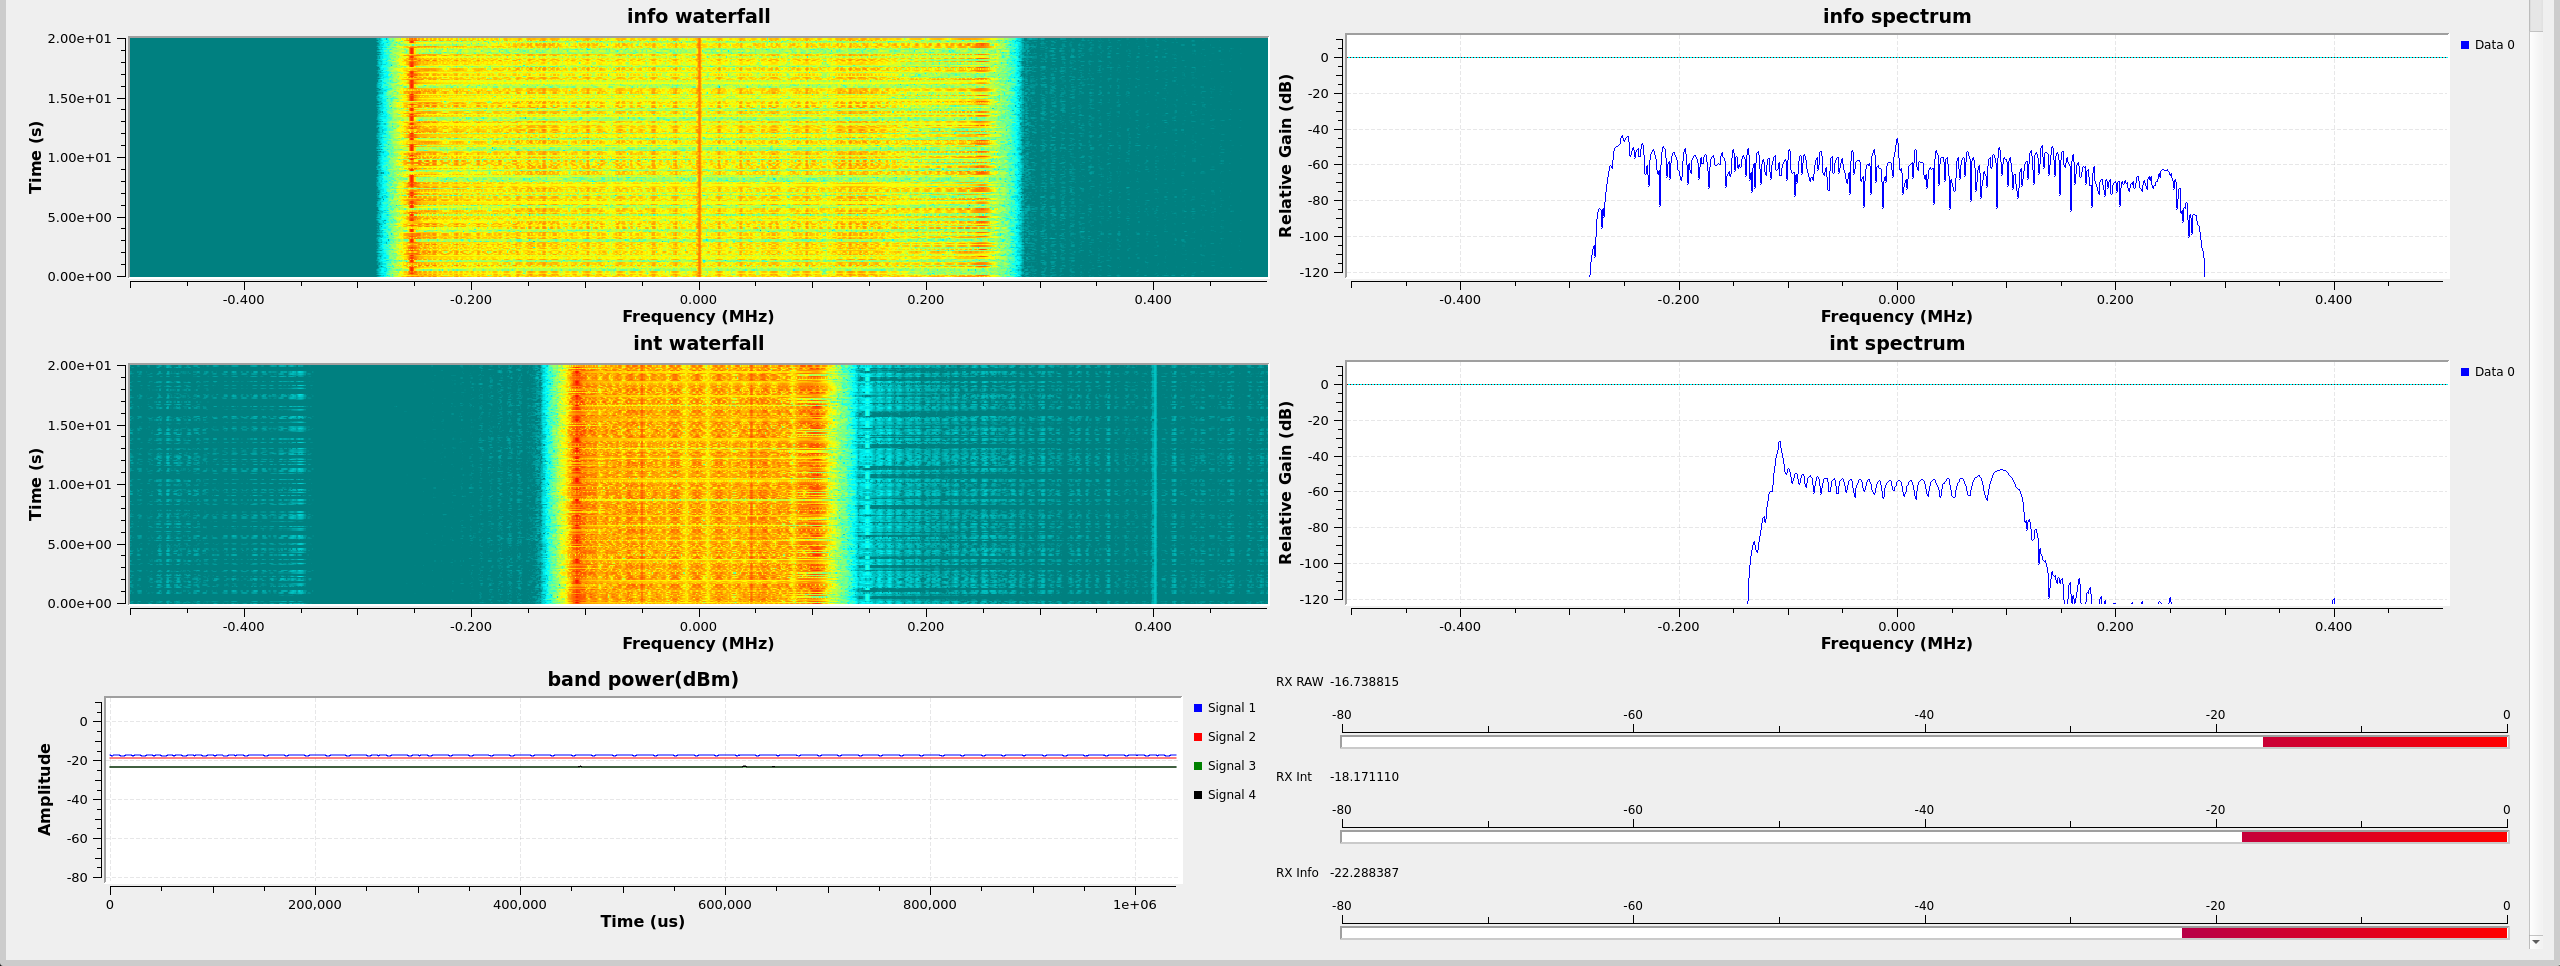 info waterfall
Time (s)
2.00e+01
1.50e+01
1.00e+01
5.00e+00
0.00e+00
-0.400 -0.200 0.000 0.200 0.400
Frequency (MHz)
info spectrum
Relative Gain (dB)
0
-20
-40
-60
-80
-100
-120
-0.400 -0.200 0.000 0.200 0.400
Frequency (MHz)
Data 0
int waterfall
Time (s)
2.00e+01
1.50e+01
1.00e+01
5.00e+00
0.00e+00
-0.400 -0.200 0.000 0.200 0.400
Frequency (MHz)
int spectrum
Relative Gain (dB)
0
-20
-40
-60
-80
-100
-120
-0.400 -0.200 0.000 0.200 0.400
Frequency (MHz)
Data 0
band power(dBm)
Amplitude
0
-20
-40
-60
-80
0 200,000 400,000 600,000 800,000 1e+06
Time (us)
Signal 1
Signal 2
Signal 3
Signal 4
RX RAW -16.738815
-80 -60 -40 -20 0
RX Int -18.171110
-80 -60 -40 -20 0
RX Info -22.288387
-80 -60 -40 -20 0